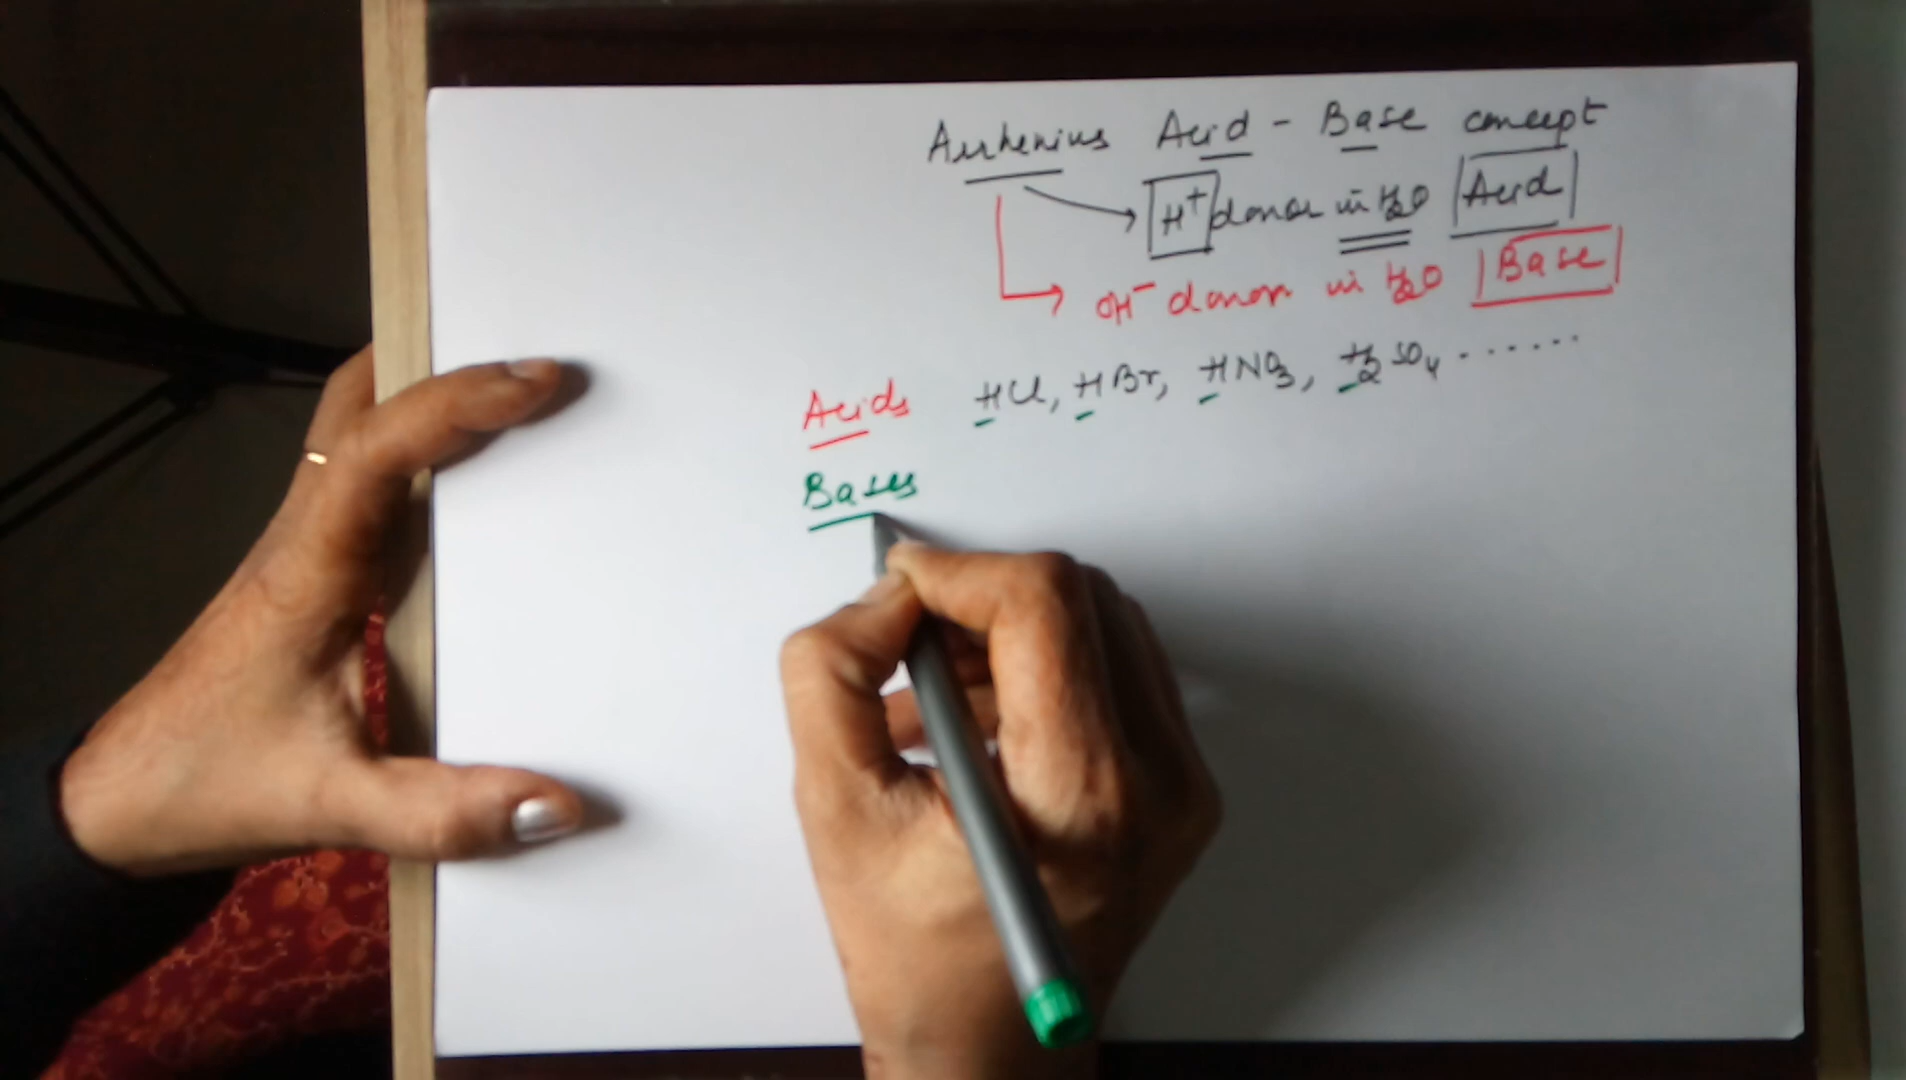 Arrhenius Acid - Base concept
H⁺ donor in H₂O Acid
OH⁻ donor in H₂O Base
Acids HCl, HBr, HNO₃, H₂SO₄ .......
Bases